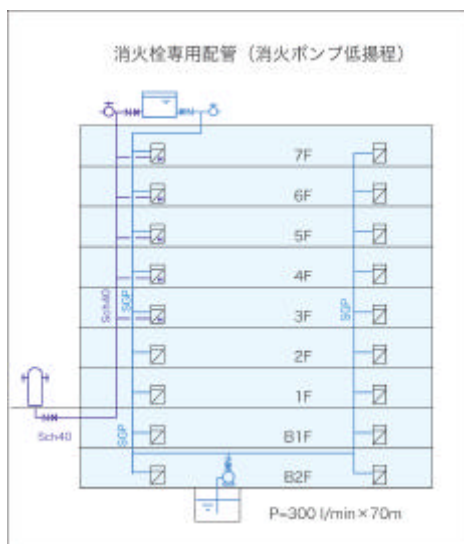 消火栓専用配管（消火ポンプ低揚程）
7F
6F
5F
4F
Sch40
SGP
3F
SGP
2F
1F
Sch40
SGP
B1F
B2F
P=300 l/min×70m